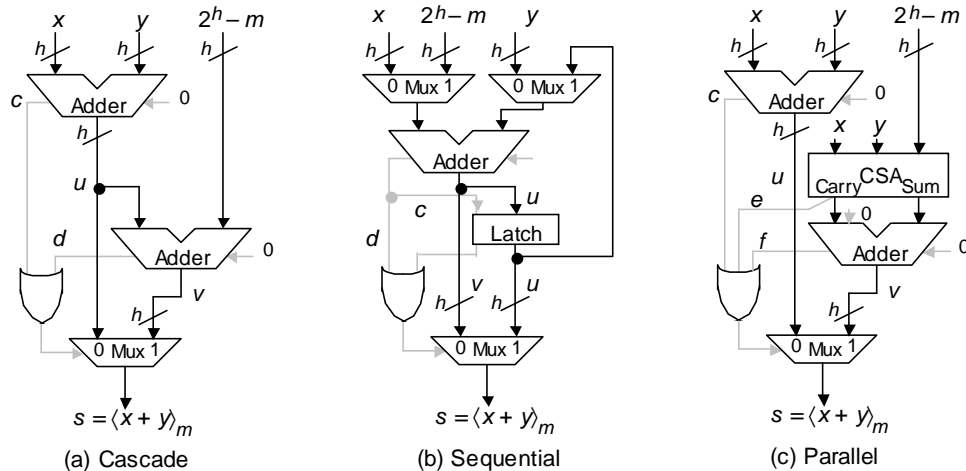 x y 2^h – m
h h h
c 0
Adder
h
u
d 0
Adder
v
h
0 Mux 1
s = ⟨x + y⟩_m
(a) Cascade
x 2^h – m y
h h h
0 Mux 1 0 Mux 1
Adder
u
c
d Latch
v u
h h
0 Mux 1
s = ⟨x + y⟩_m
(b) Sequential
x y 2^h – m
h h h
c 0
Adder
h x y
u
CSA
Carry Sum
e
0
f 0
Adder
v
h
0 Mux 1
s = ⟨x + y⟩_m
(c) Parallel